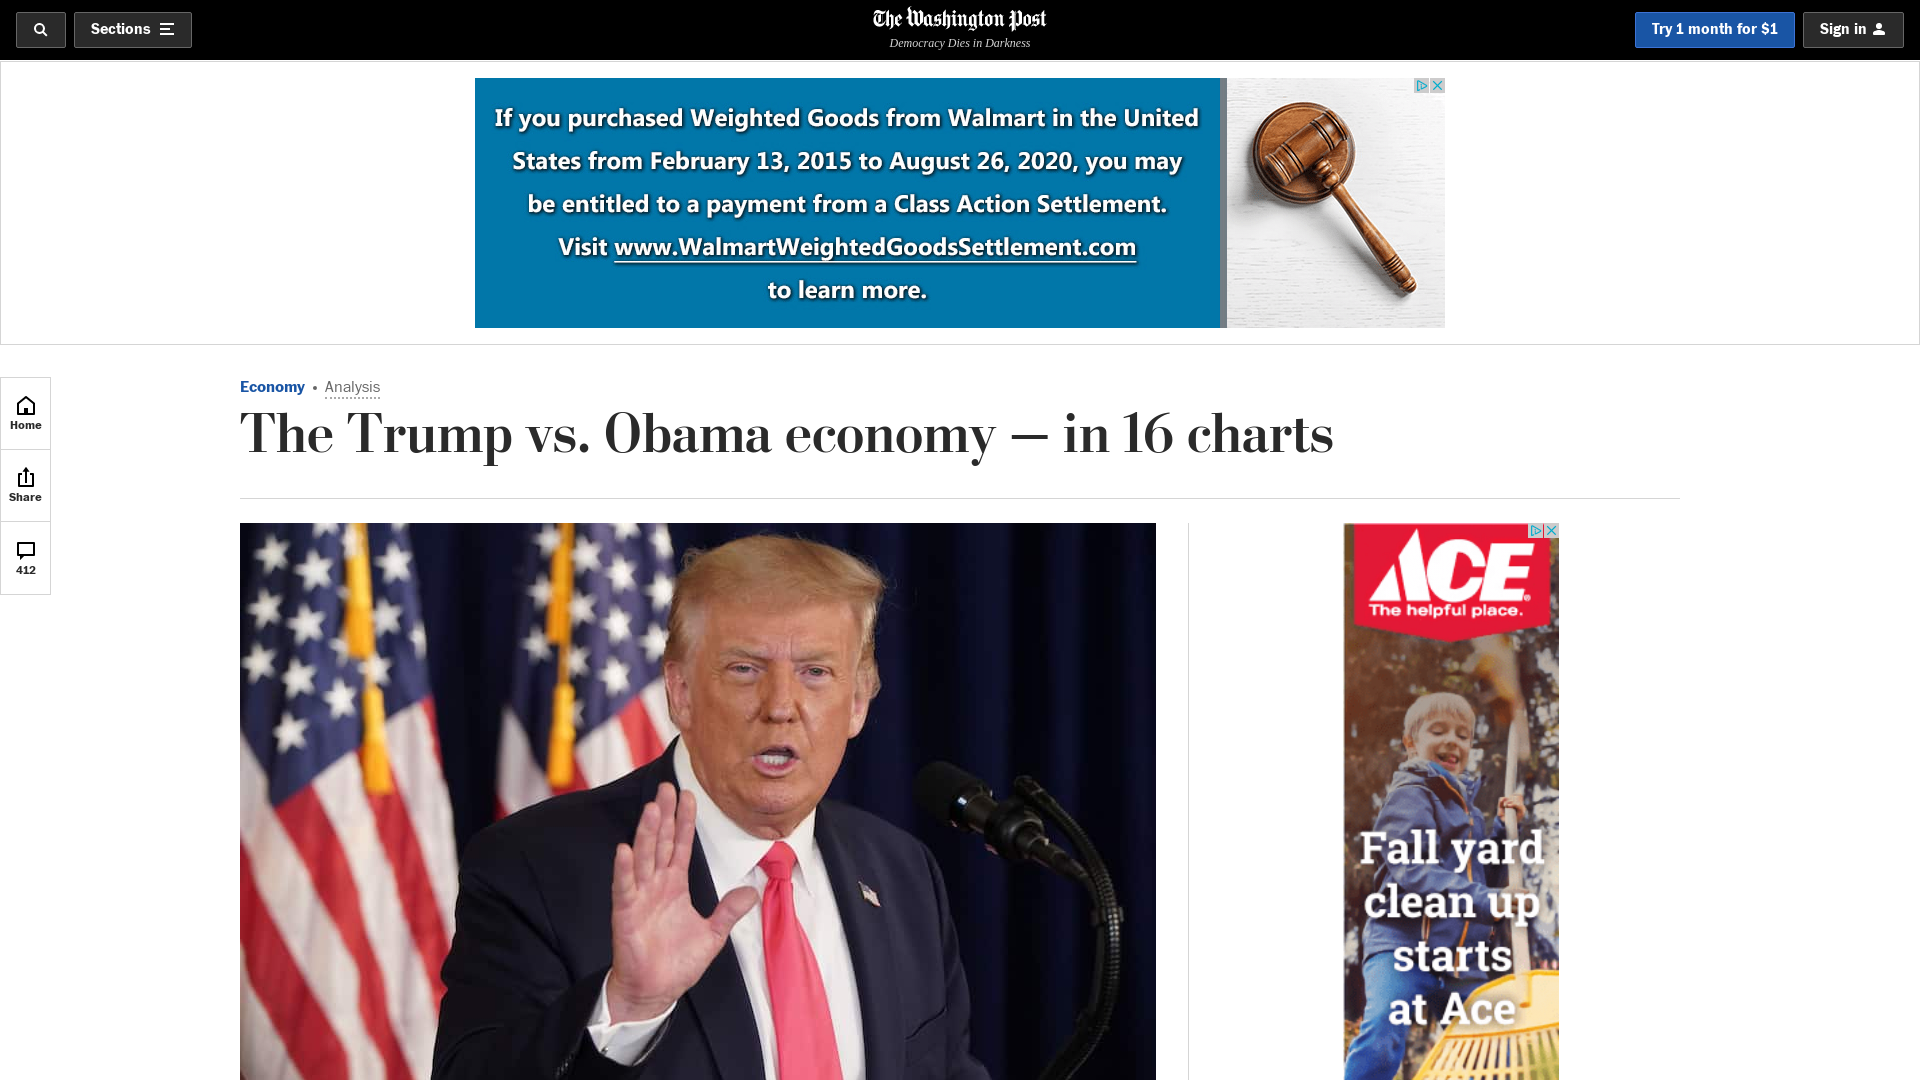 Sections
The Washington Post
Democracy Dies in Darkness
Try 1 month for $1
Sign in
If you purchased Weighted Goods from Walmart in the United
States from February 13, 2015 to August 26, 2020, you may
be entitled to a payment from a Class Action Settlement.
Visit www.WalmartWeightedGoodsSettlement.com
to learn more.
Home
Share
412
Economy • Analysis
The Trump vs. Obama economy — in 16 charts
ACE
The helpful place.
Fall yard
clean up
starts
at Ace